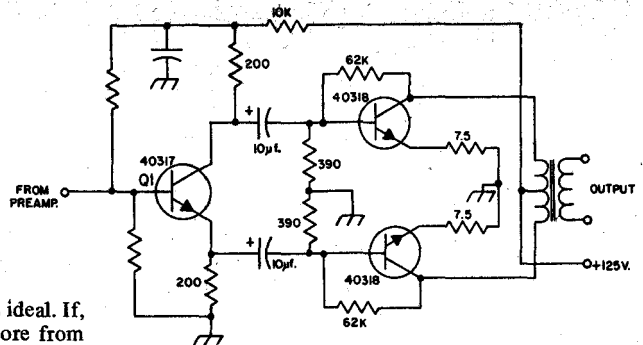 10K
200
62K
40318
+
10µf.
7.5
40317
Q1
390
FROM
PREAMP.
OUTPUT
390
7.5
+
10µf.
+125V.
200
40318
62K
ideal. If,
ore from